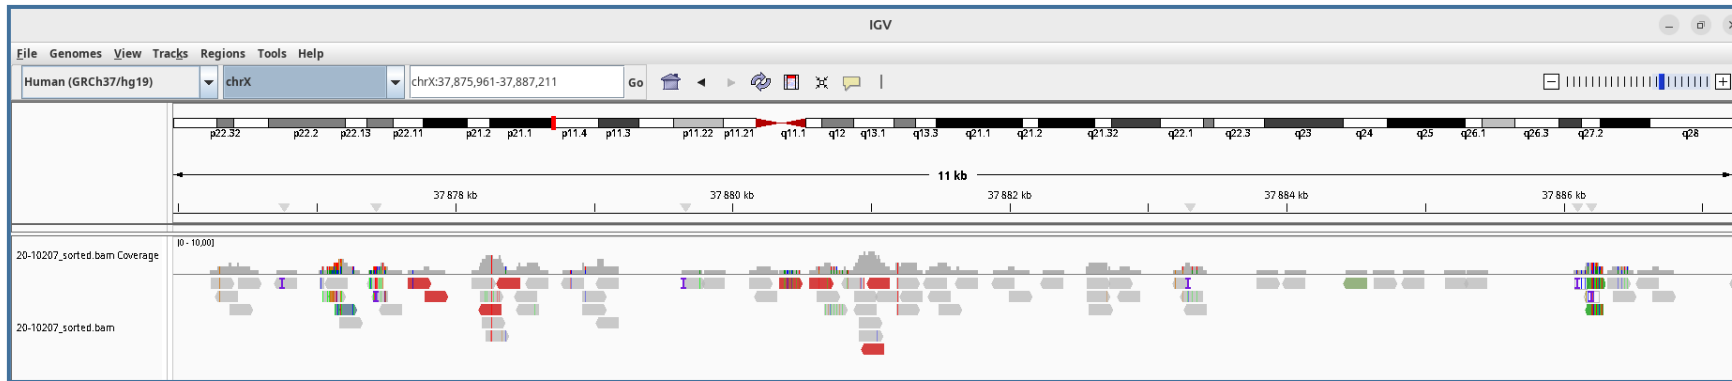 IGV
File Genomes View Tracks Regions Tools Help
Human (GRCh37/hg19) chrX chrX:37,875,961-37,887,211 Go
p22.32 p22.2 p22.13 p22.11 p21.2 p21.1 p11.4 p11.3 p11.22 p11.21 q11.1 q12 q13.1 q13.3 q21.1 q21.2 q21.32 q22.1 q22.3 q23 q24 q25 q26.1 q26.3 q27.2 q28
11 kb
37 878 kb 37 880 kb 37 882 kb 37 884 kb 37 886 kb
[0 - 10,00]
20-10207_sorted.bam Coverage
20-10207_sorted.bam